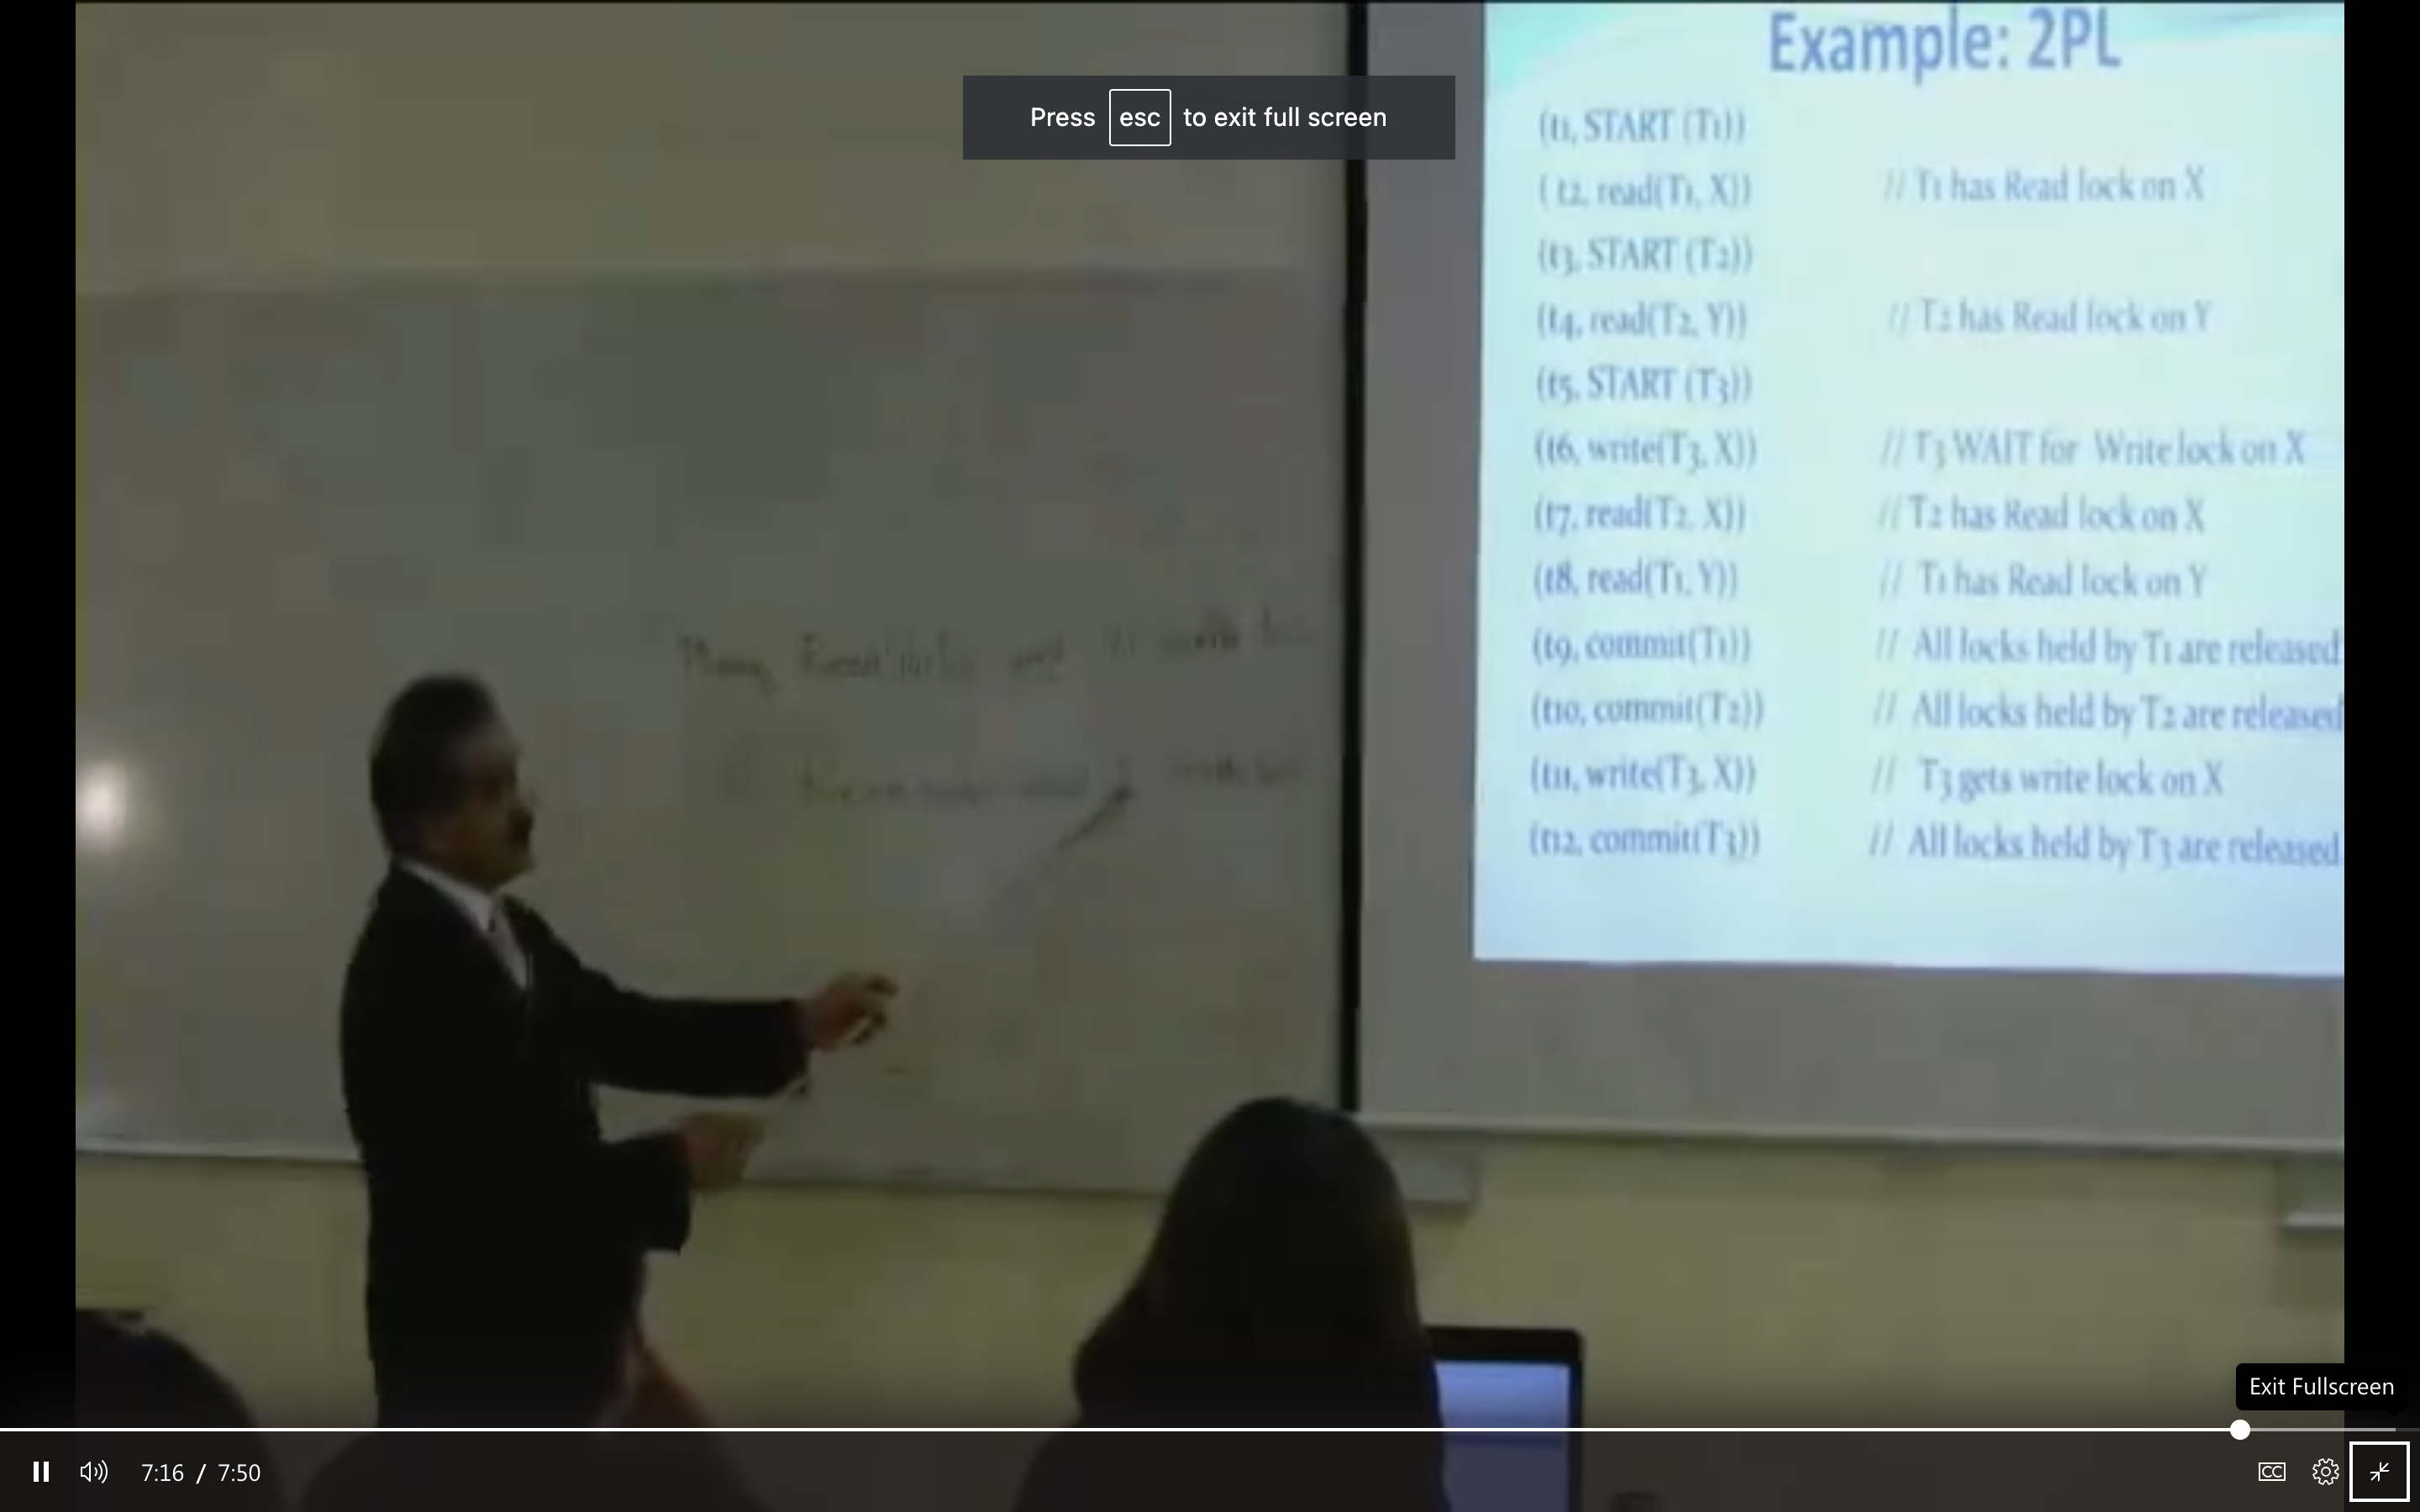 Example: 2PL
Press esc to exit full screen
(t1, START (T1))
( t2, read(T1, X)) // T1 has Read lock on X
(t3, START (T2))
(t4, read(T2, Y)) // T2 has Read lock on Y
(t5, START (T3))
(t6, write(T3, X)) // T3 WAIT for Write lock on X
(t7, read(T2, X)) // T2 has Read lock on X
(t8, read(T1, Y)) // T1 has Read lock on Y
(t9, commit(T1)) // All locks held by T1 are released
(t10, commit(T2)) // All locks held by T2 are released
(t11, write(T3, X)) // T3 gets write lock on X
(t12, commit(T3)) // All locks held by T3 are released
Many Read
Exit Fullscreen
7:16 / 7:50
CC